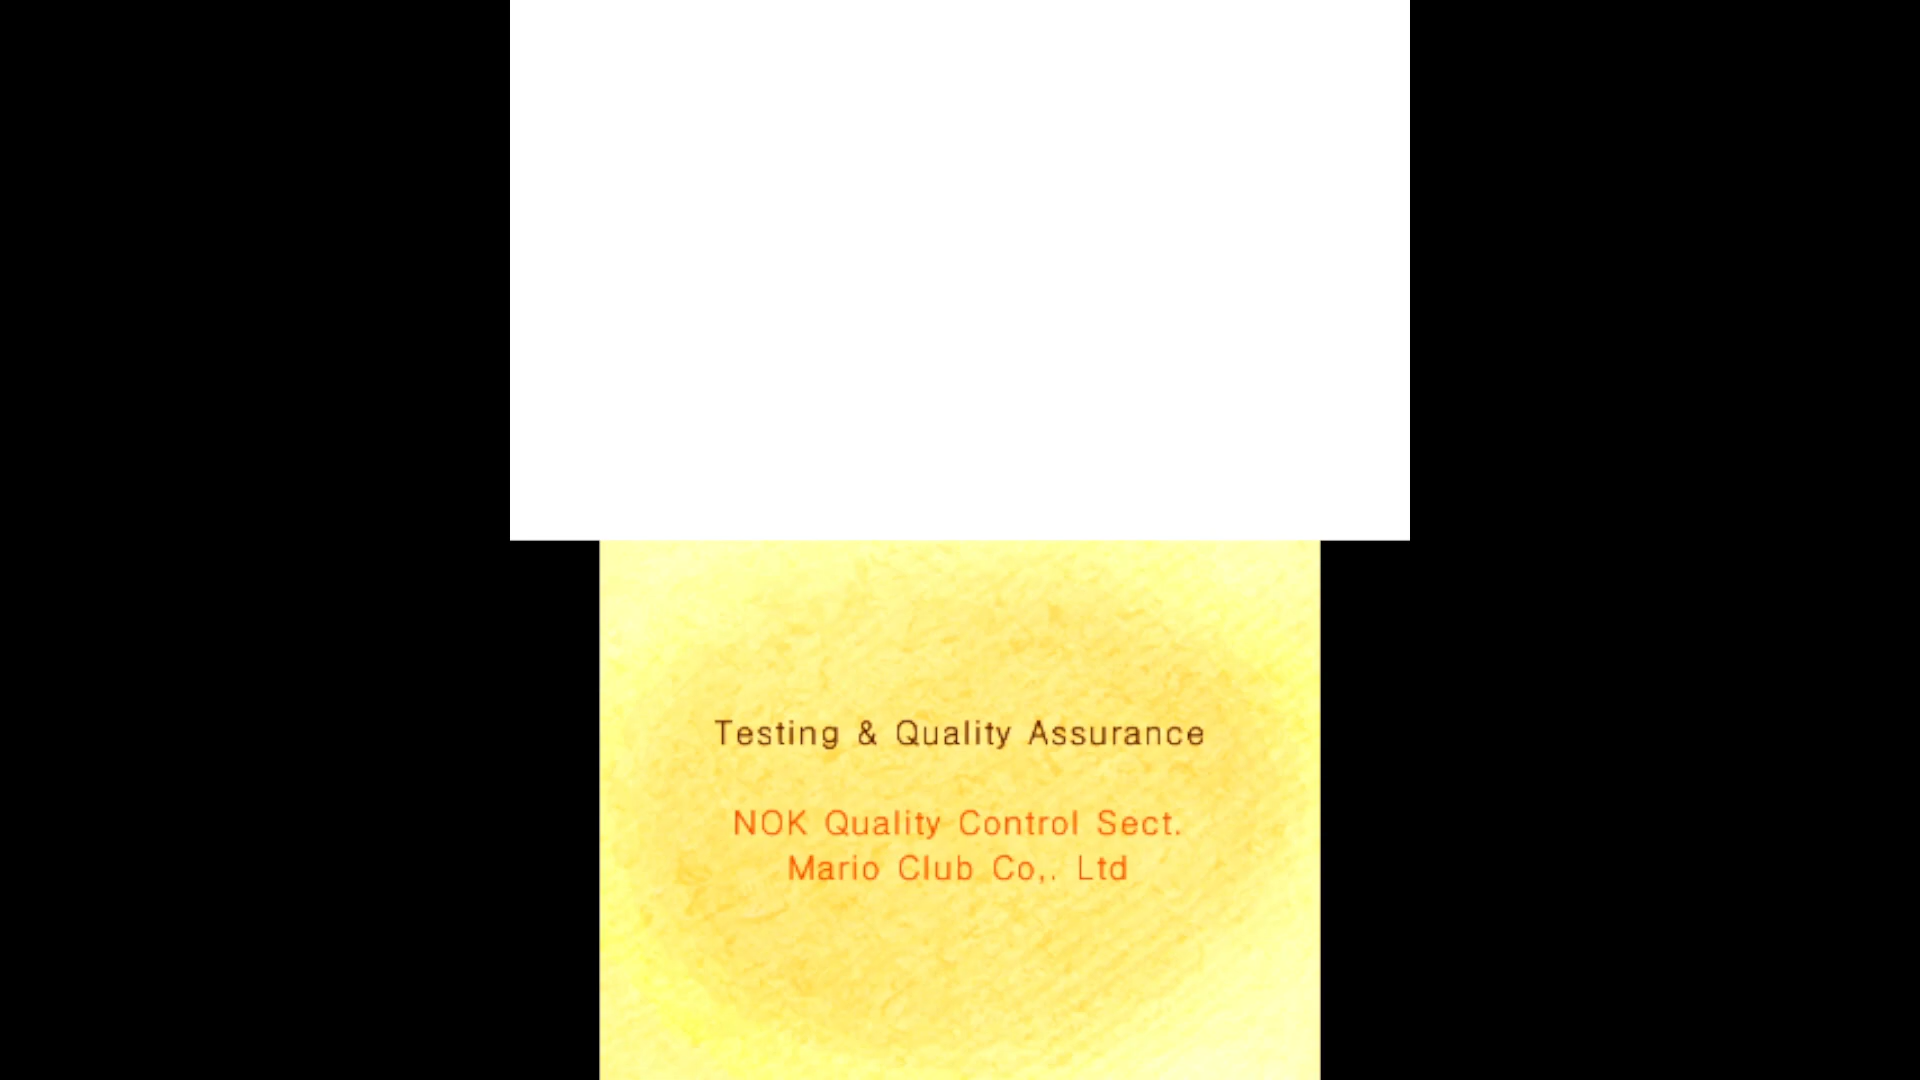 Testing & Quality Assurance
NOK Quality Control Sect.
Mario Club Co,. Ltd